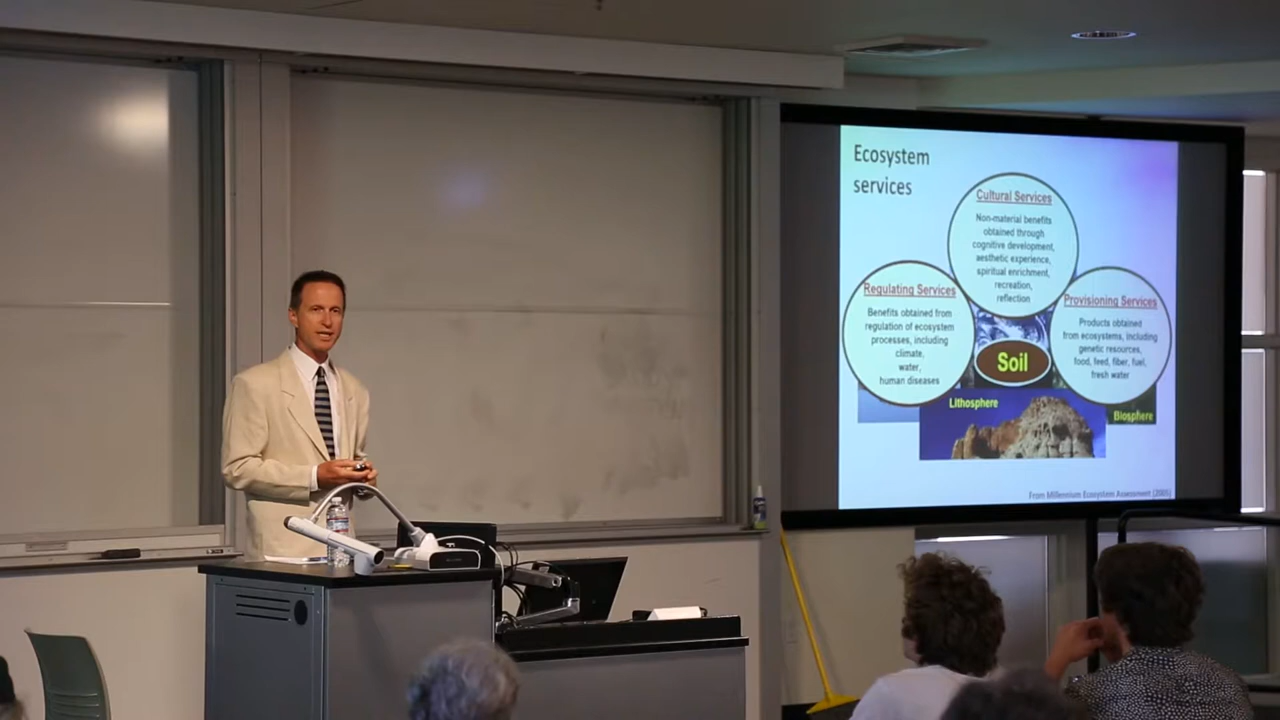 Ecosystem
services
Cultural Services
Non-material benefits
obtained through
cognitive development,
aesthetic experience,
spiritual enrichment,
recreation,
reflection
Regulating Services
Benefits obtained from
regulation of ecosystem
processes, including
climate,
water,
human diseases
Provisioning Services
Products obtained
from ecosystems, including
genetic resources,
food, feed, fiber, fuel,
fresh water
Soil
Lithosphere
Biosphere
From Millennium Ecosystem Assessment (2005)